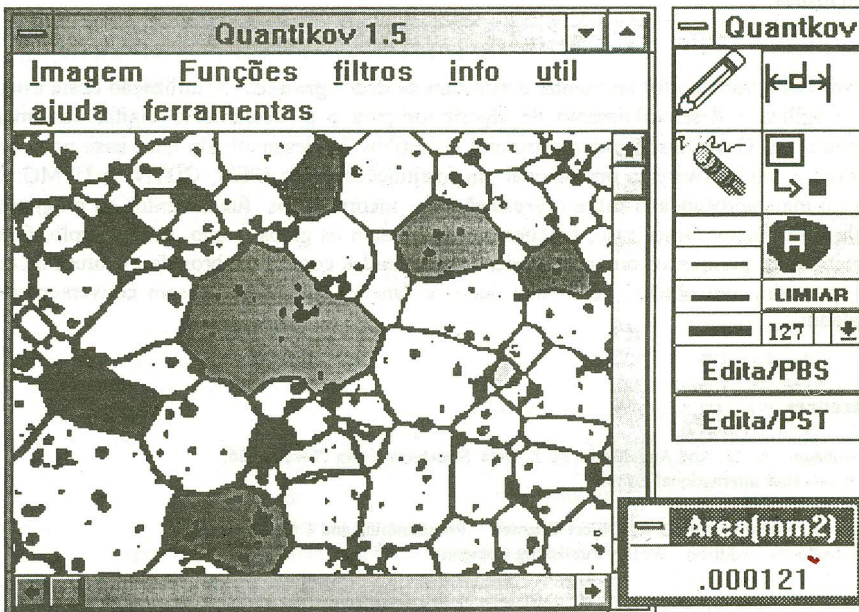 Quantikov 1.5
Imagem Funções filtros info util
ajuda ferramentas
Quantkov
d
A
LIMIAR
127
Edita/PBS
Edita/PST
Area(mm2)
.000121